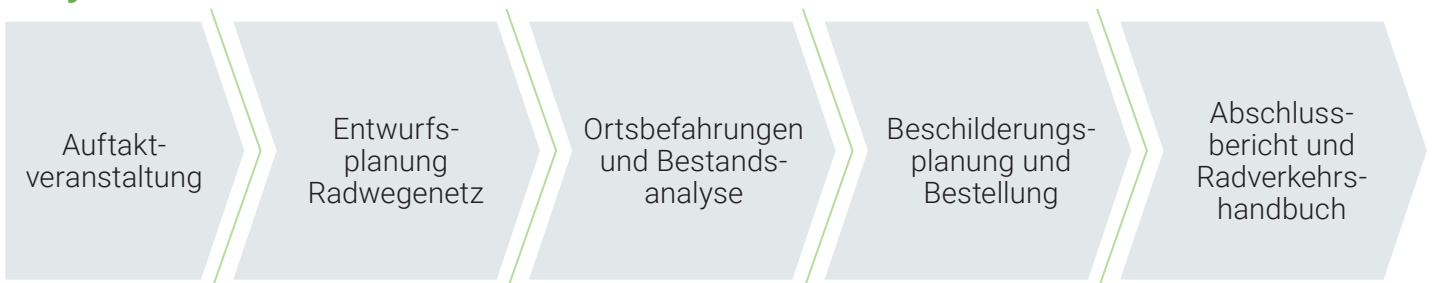 Auftakt-
veranstaltung
Entwurfs-
planung
Radwegenetz
Ortsbefahrungen
und Bestands-
analyse
Beschilderungs-
planung und
Bestellung
Abschluss-
bericht und
Radverkehrs-
handbuch